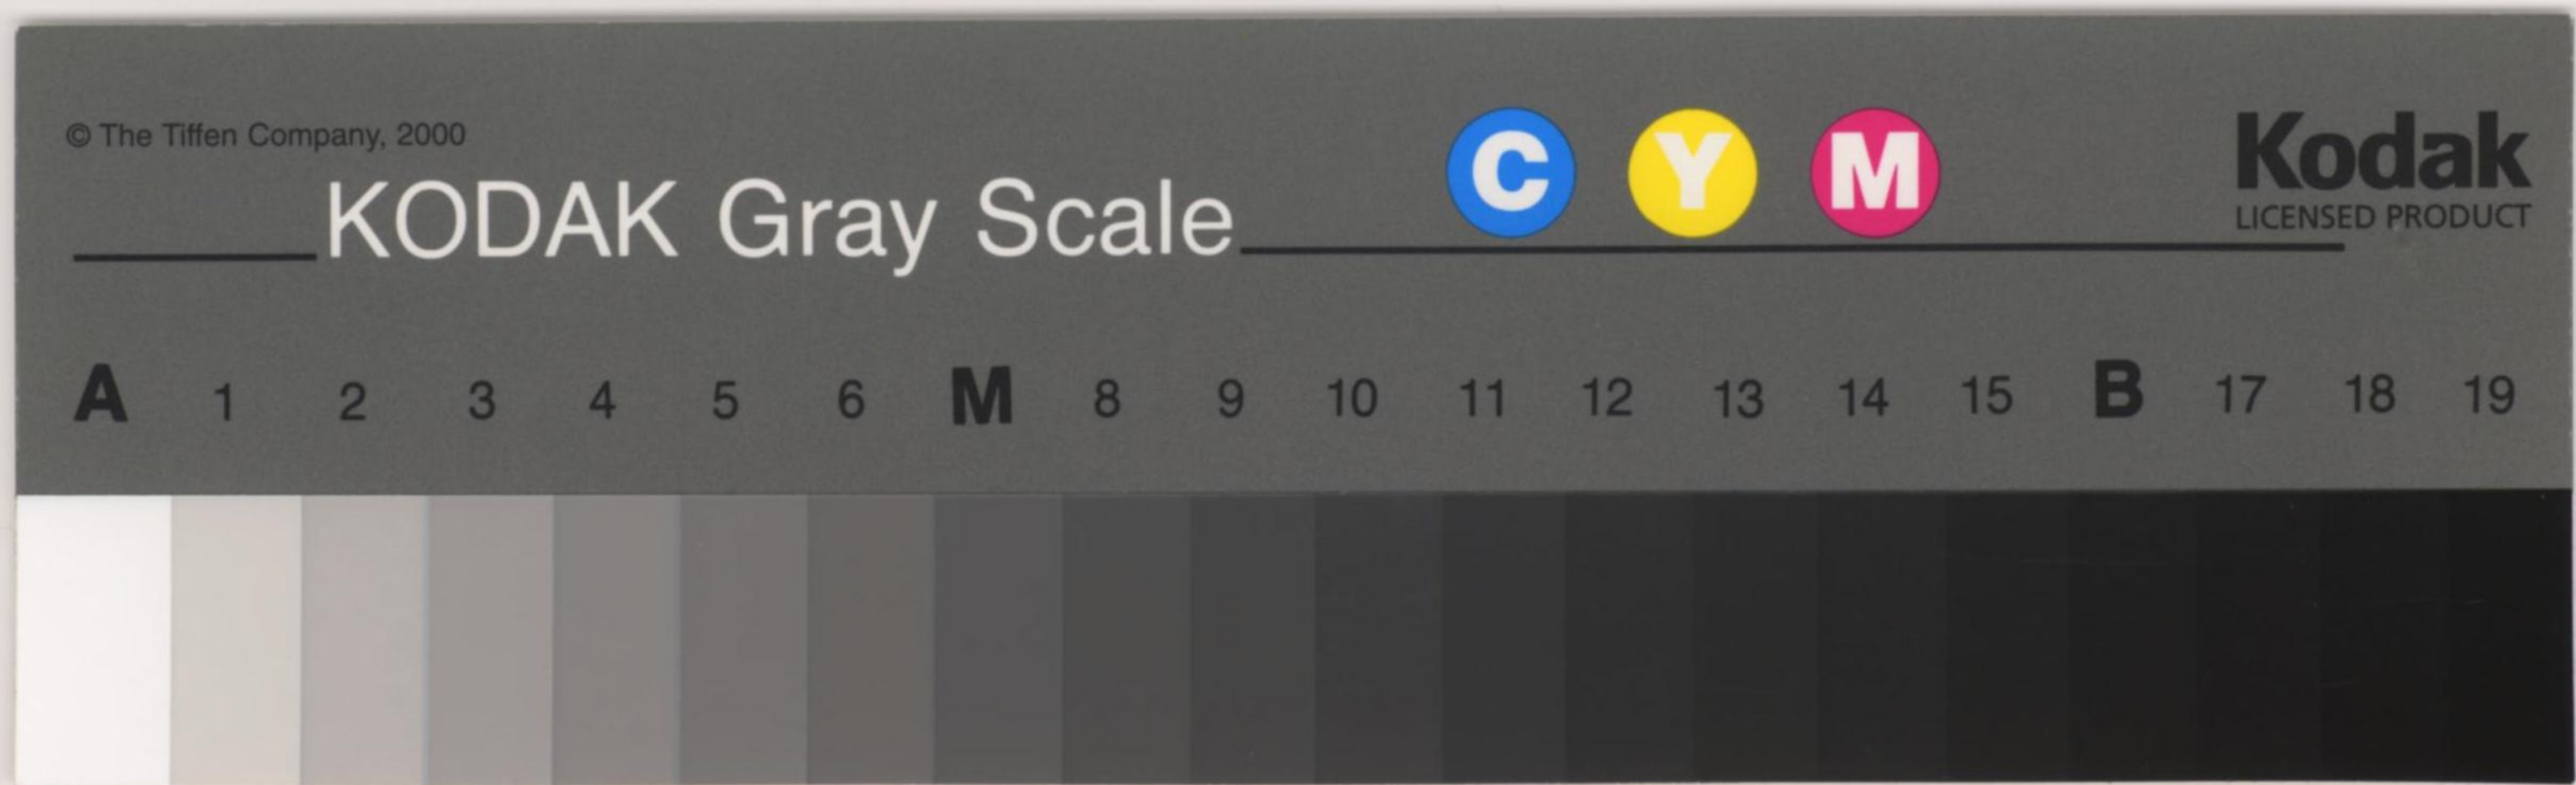 © The Tiffen Company, 2000
KODAK Gray Scale
C Y M
Kodak
LICENSED PRODUCT
A 1 2 3 4 5 6 M 8 9 10 11 12 13 14 15 B 17 18 19